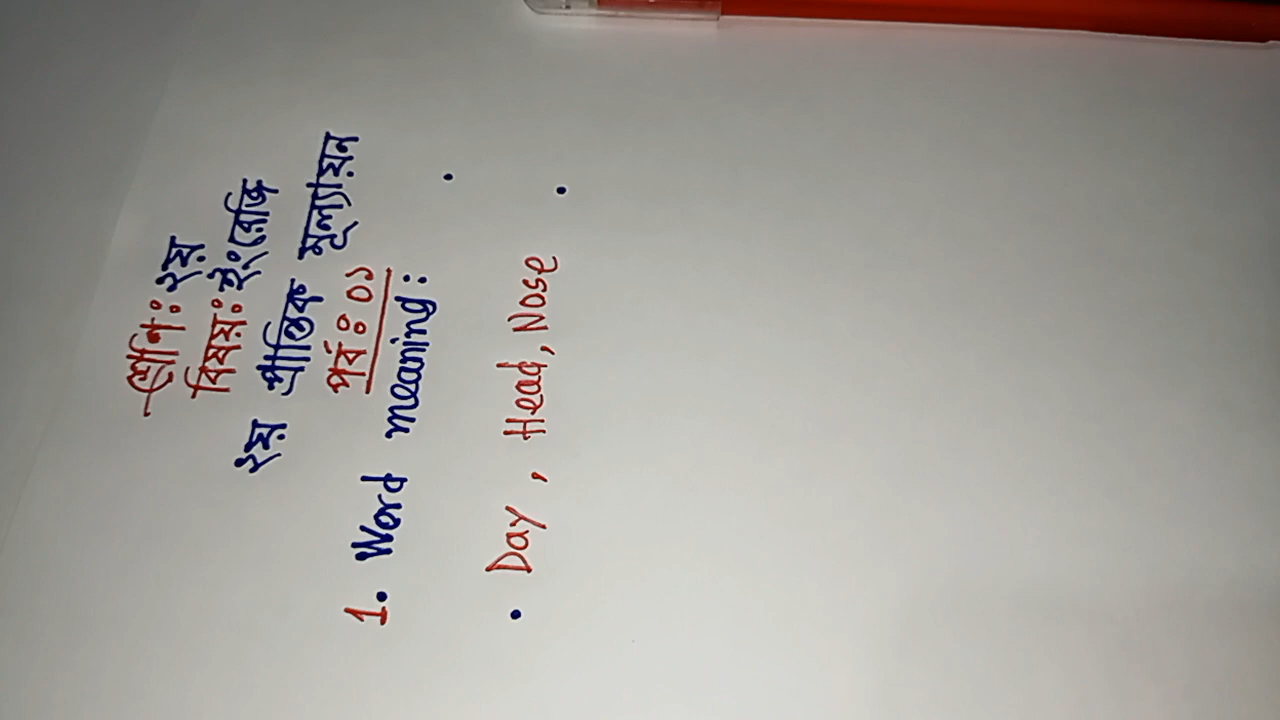 শ্রেণি: ২য়
বিষয়: ইংরেজি
২য় প্রান্তিক মূল্যায়ন
পর্ব: ০১
1. Word meaning:
• Day, Head, Nose